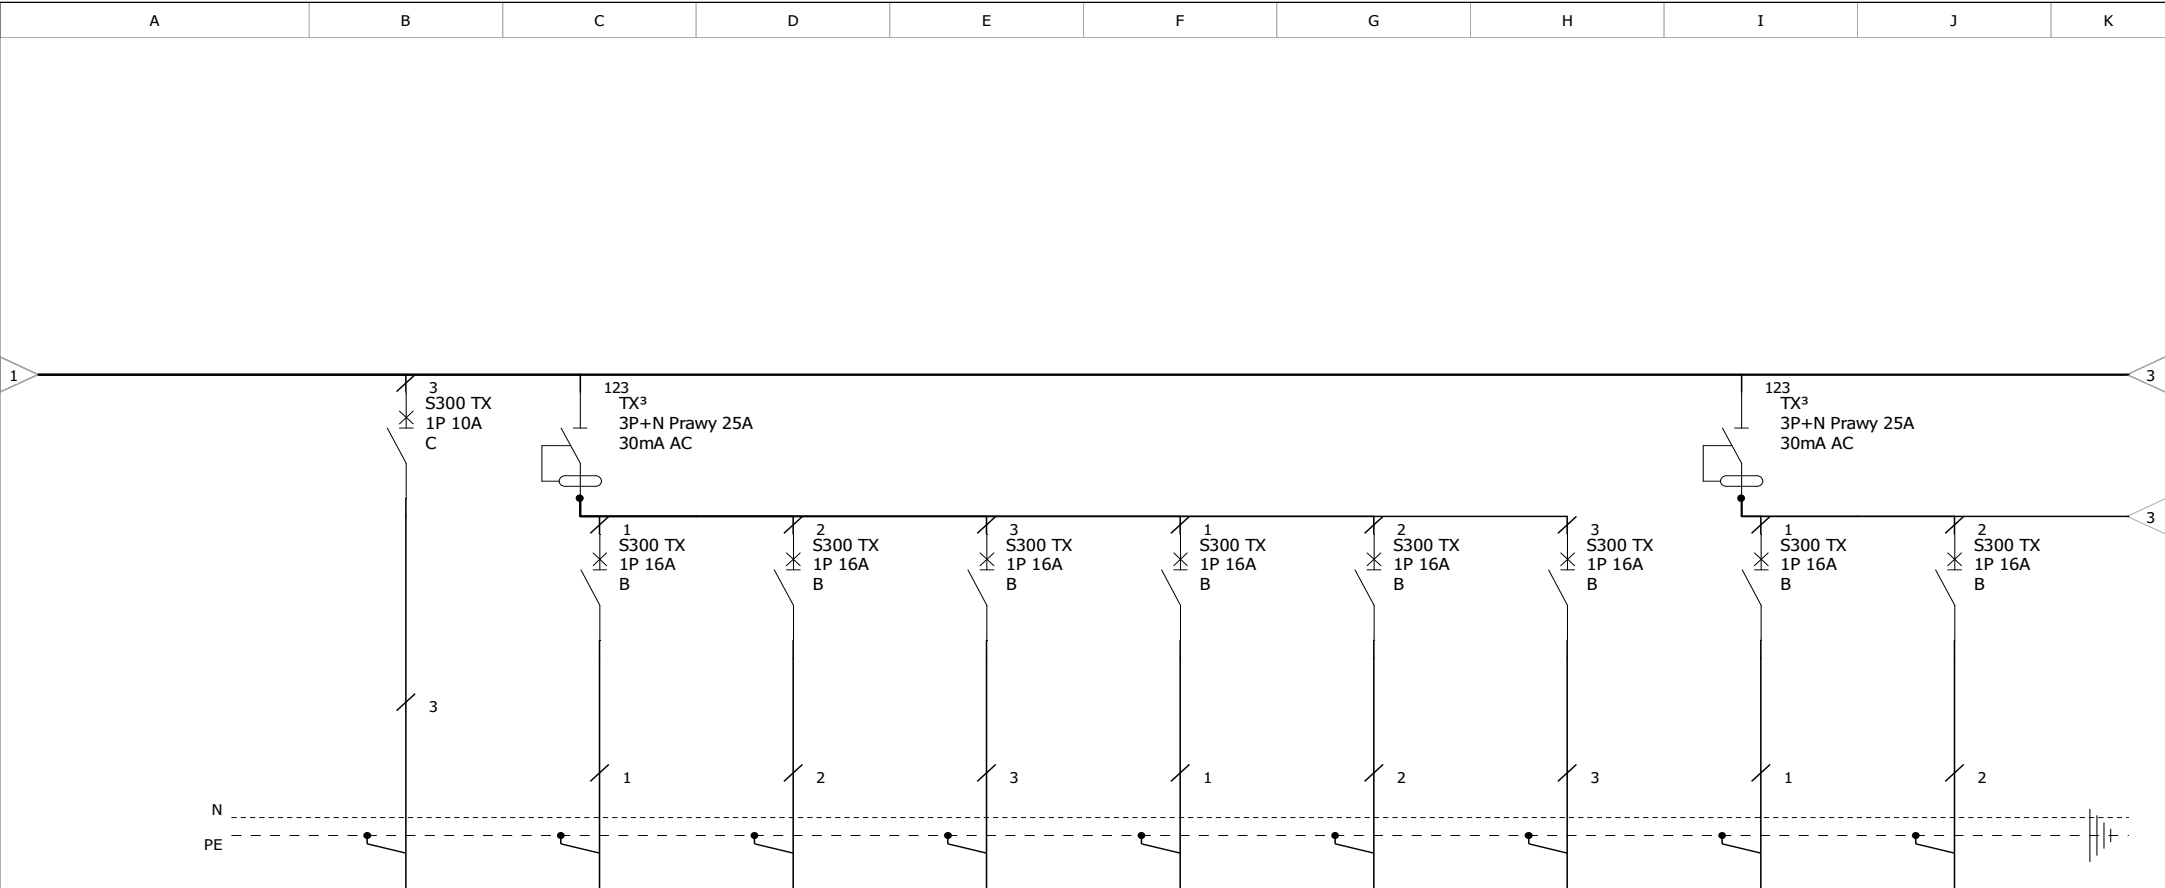 A B C D E F G H I J K
1
3
3
S300 TX
1P 10A
C
123
TX³
3P+N Prawy 25A
30mA AC
123
TX³
3P+N Prawy 25A
30mA AC
3
1
S300 TX
1P 16A
B
2
S300 TX
1P 16A
B
3
S300 TX
1P 16A
B
1
S300 TX
1P 16A
B
2
S300 TX
1P 16A
B
3
S300 TX
1P 16A
B
1
S300 TX
1P 16A
B
2
S300 TX
1P 16A
B
3
1
2
3
1
2
3
1
2
N
PE